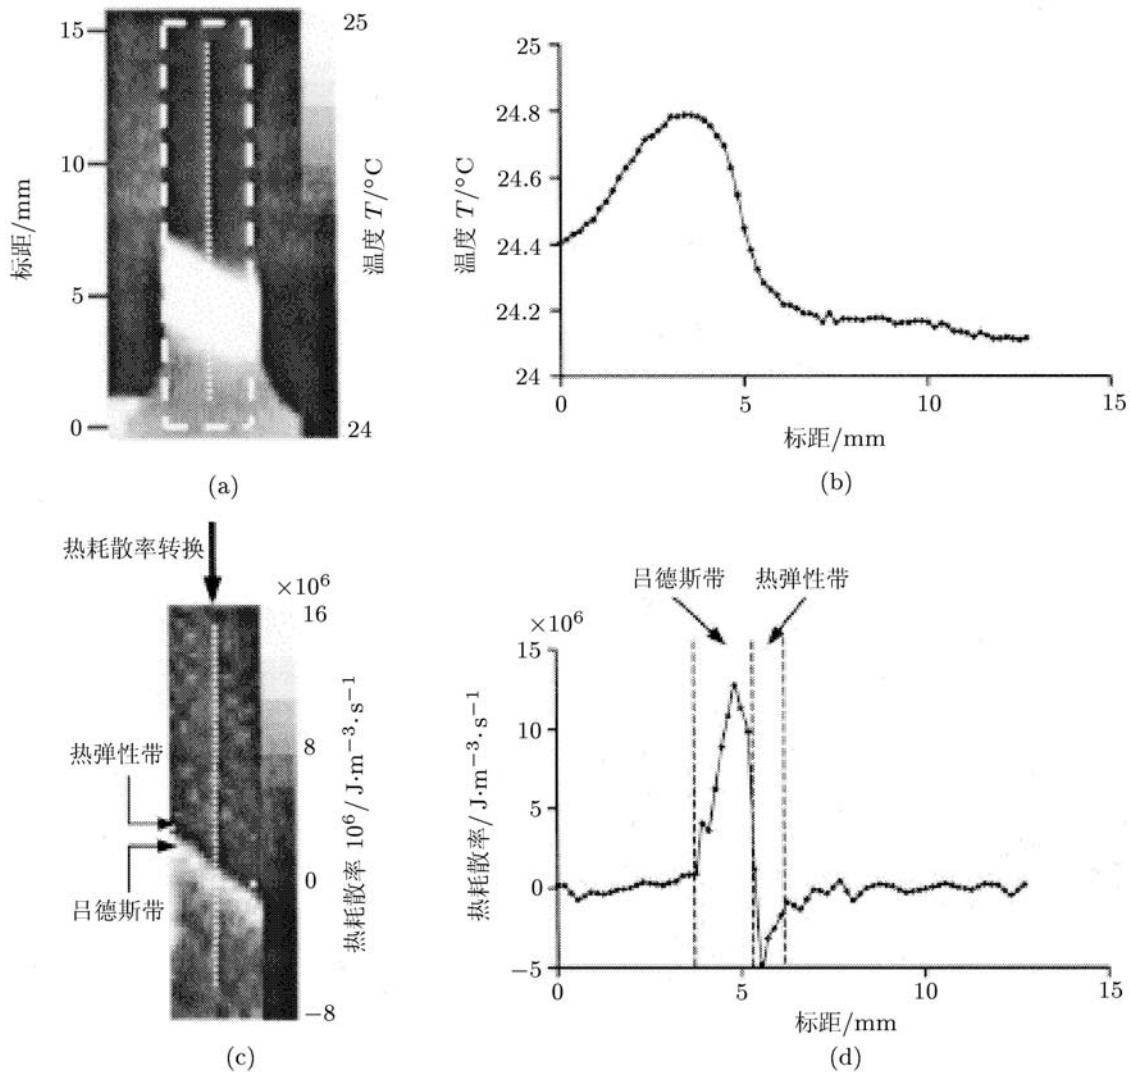 15
10
5
0
标距/mm
25
24
温度 T/°C
(a)
25
24.8
24.6
24.4
24.2
24
温度 T/°C
0
5
10
15
标距/mm
(b)
热耗散率转换
×10⁶
16
8
0
−8
热耗散率 10⁶/J·m⁻³·s⁻¹
热弹性带
吕德斯带
(c)
吕德斯带
热弹性带
×10⁶
15
10
5
0
−5
热耗散率/J·m⁻³·s⁻¹
0
5
10
15
标距/mm
(d)